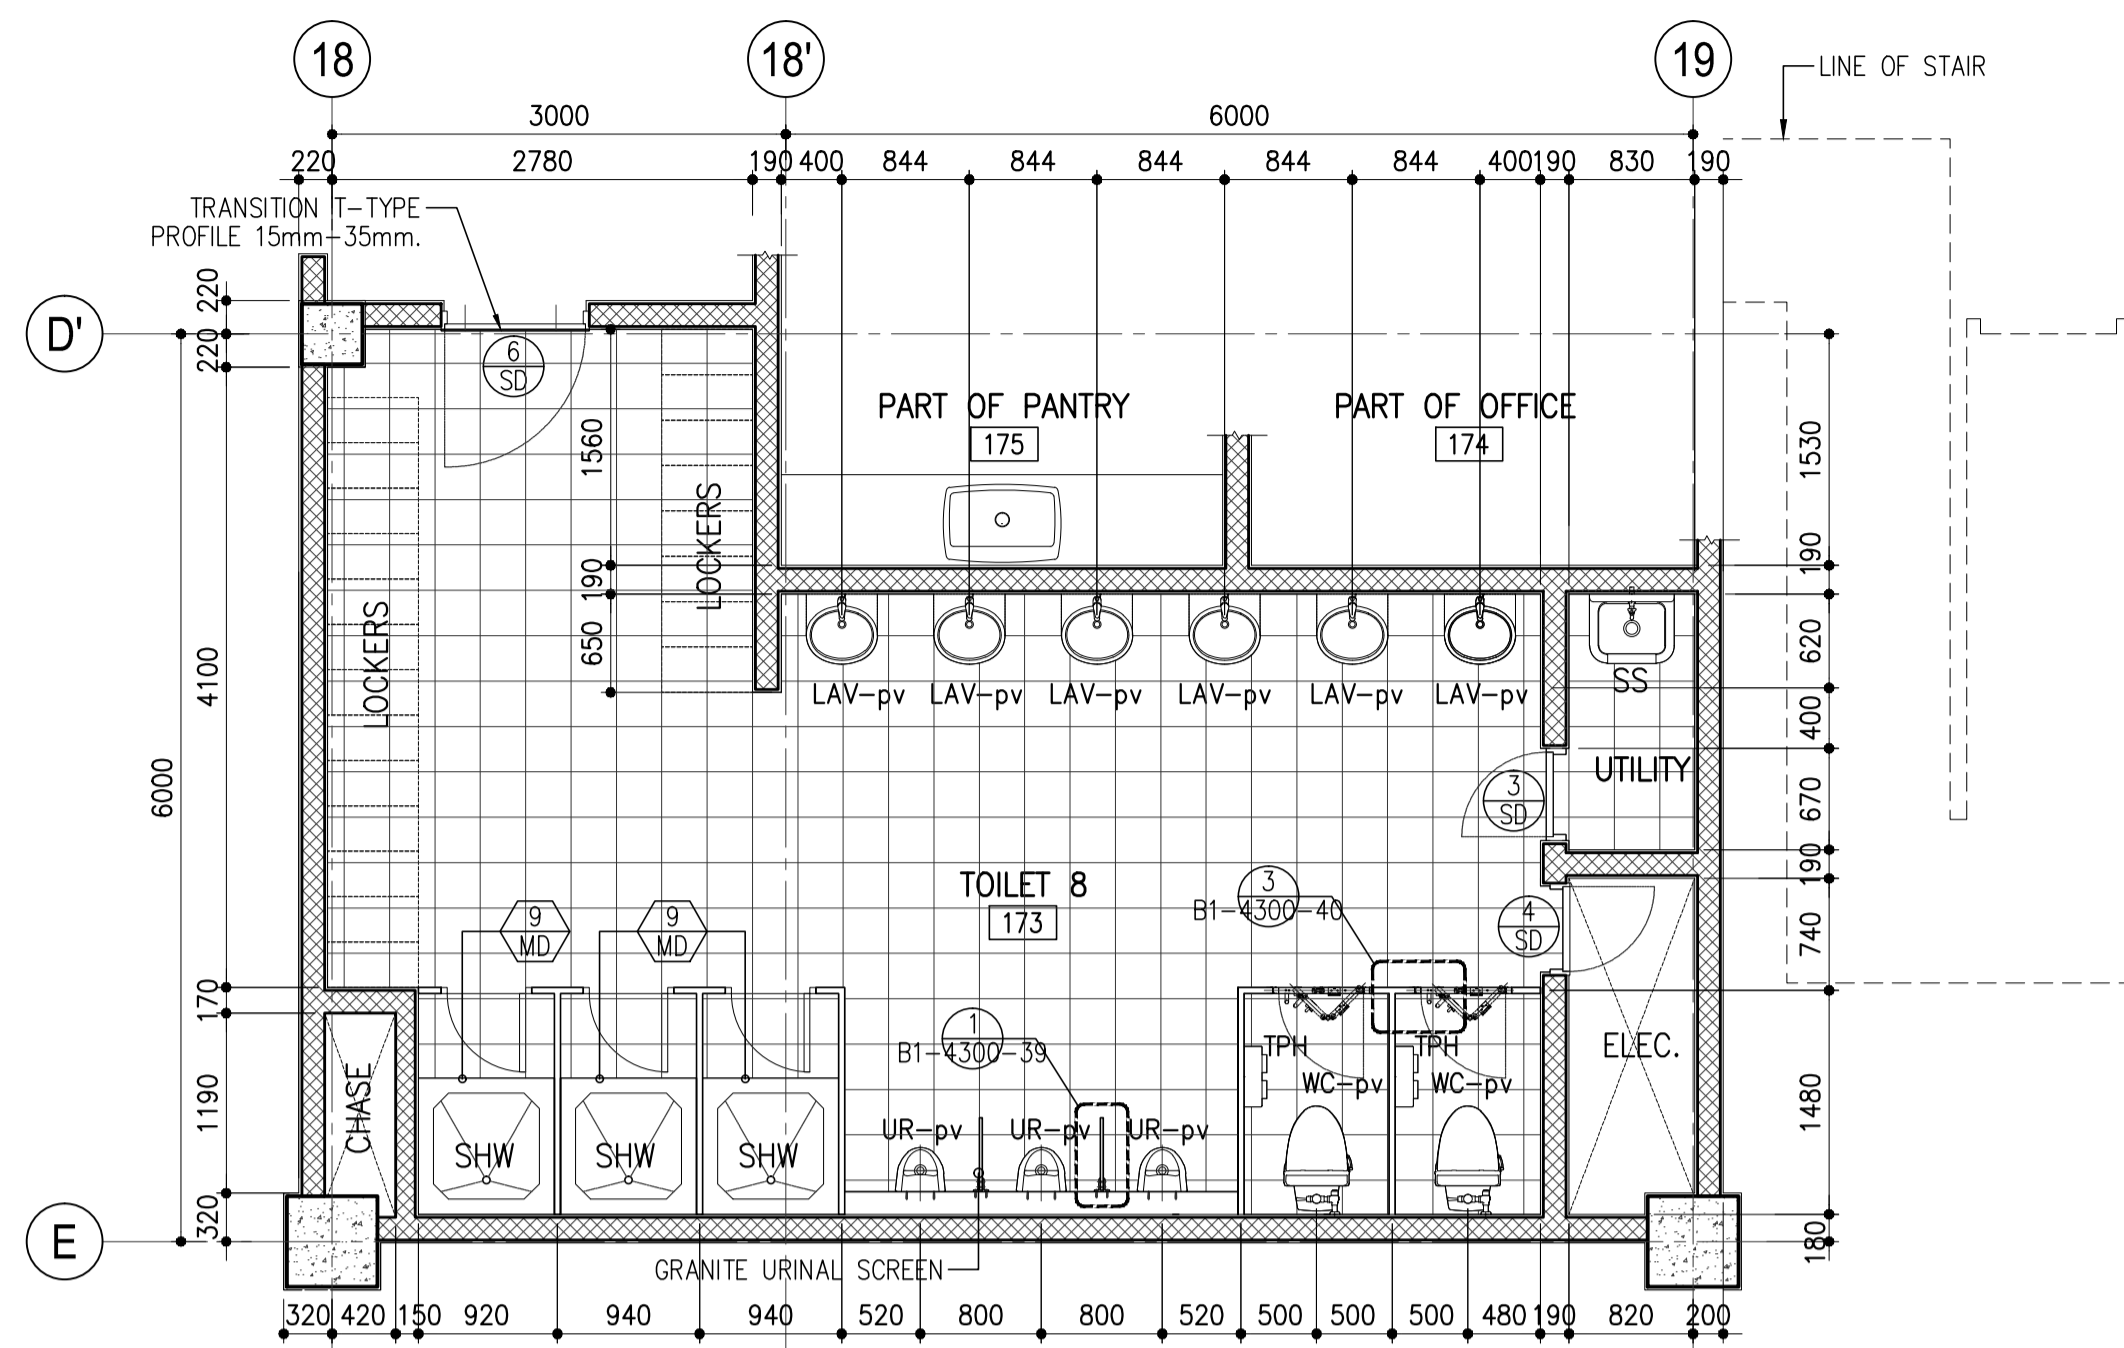 18
18'
19
LINE OF STAIR
3000
6000
220
2780
190
400
844
844
844
844
844
400
190
830
190
TRANSITION T-TYPE
PROFILE 15mm-35mm.
D'
220
220
4100
6000
170
1190
320
E
6
SD
1560
190
650
LOCKERS
LOCKERS
PART OF PANTRY
175
PART OF OFFICE
174
1530
190
620
400
670
190
740
1480
180
LAV-pv
LAV-pv
LAV-pv
LAV-pv
LAV-pv
LAV-pv
SS
UTILITY
3
SD
TOILET 8
173
3
B1-4300-40
4
SD
9
MD
9
MD
1
B1-4300-39
TPH
TPH
ELEC.
WC-pv
WC-pv
CHASE
UR-pv
UR-pv
UR-pv
SHW
SHW
SHW
GRANITE URINAL SCREEN
320
420
150
920
940
940
520
800
800
520
500
500
500
480
190
820
200